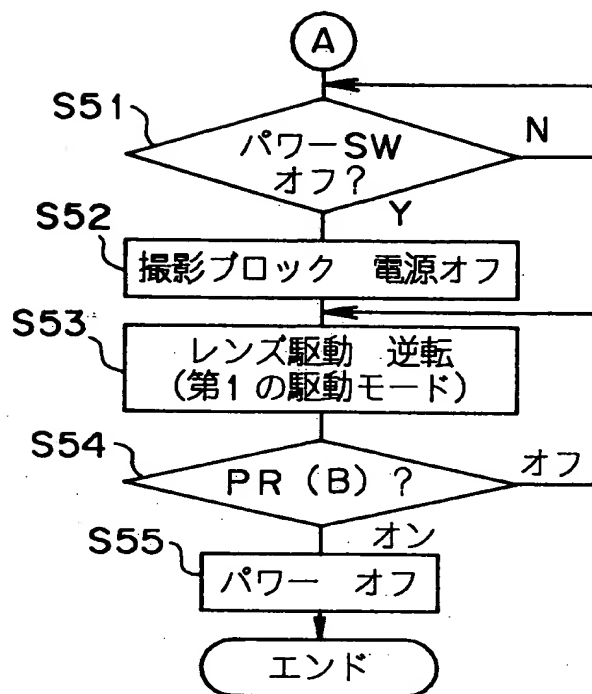 A
S51
パワーSW
オフ?
N
Y
S52
撮影ブロック 電源オフ
S53
レンズ駆動 逆転
(第1の駆動モード)
S54
PR(B)?
オフ
オン
S55
パワー オフ
エンド